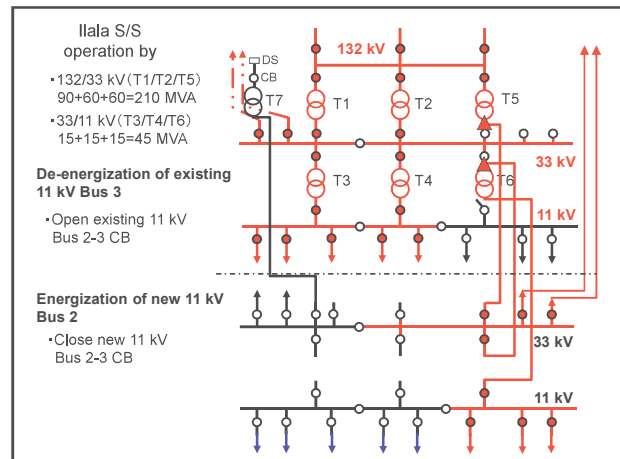 Ilala S/S
operation by
・132/33 kV(T1/T2/T5)
90+60+60=210 MVA
・33/11 kV(T3/T4/T6)
15+15+15=45 MVA
De-energization of existing
11 kV Bus 3
・Open existing 11 kV
Bus 2-3 CB
Energization of new 11 kV
Bus 2
・Close new 11 kV
Bus 2-3 CB
DS
CB
T7
132 kV
T1
T2
T5
33 kV
T3
T4
T6
11 kV
33 kV
11 kV